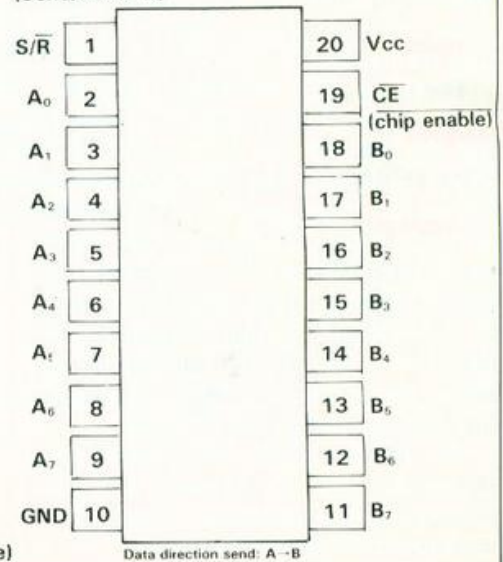 S/R̅ 1 20 Vcc
A₀ 2 19 C̅E̅
(chip enable)
A₁ 3 18 B₀
A₂ 4 17 B₁
A₃ 5 16 B₂
A₄ 6 15 B₃
7 14 B₄
A₆ 8 13 B₅
A₇ 9 12 B₆
GND 10 11 B₇
Data direction send: A→B